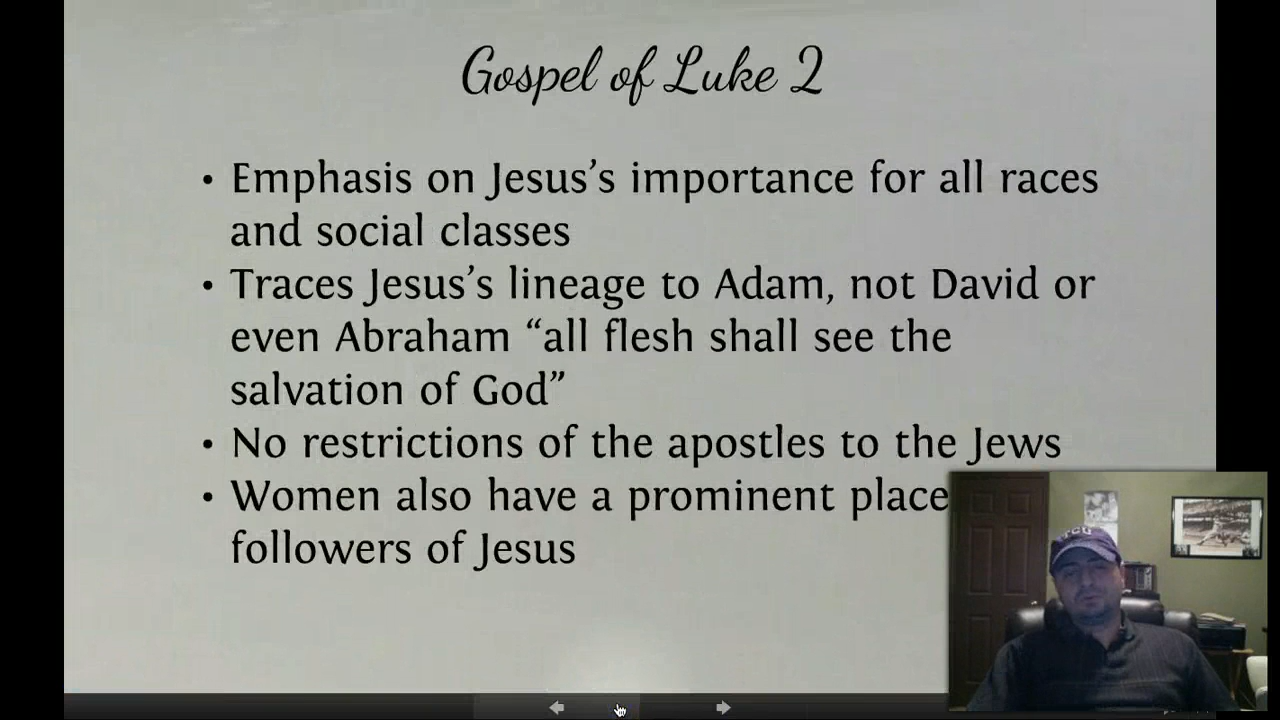 Gospel of Luke 2
• Emphasis on Jesus's importance for all races
and social classes
• Traces Jesus's lineage to Adam, not David or
even Abraham “all flesh shall see the
salvation of God”
• No restrictions of the apostles to the Jews
• Women also have a prominent place
followers of Jesus
TCU